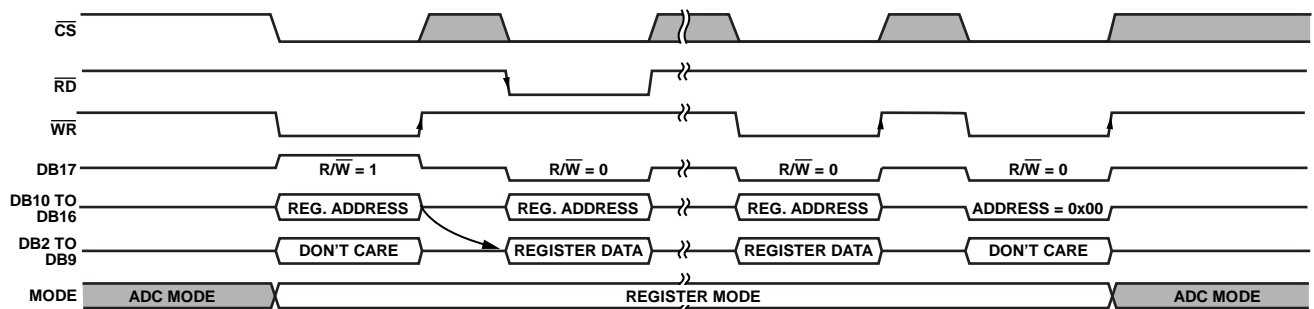 CS
RD
WR
DB17 R/W = 1 R/W = 0 R/W = 0 R/W = 0
DB10 TO
DB16 REG. ADDRESS REG. ADDRESS REG. ADDRESS ADDRESS = 0x00
DB2 TO
DB9 DON'T CARE REGISTER DATA REGISTER DATA DON'T CARE
MODE ADC MODE REGISTER MODE ADC MODE